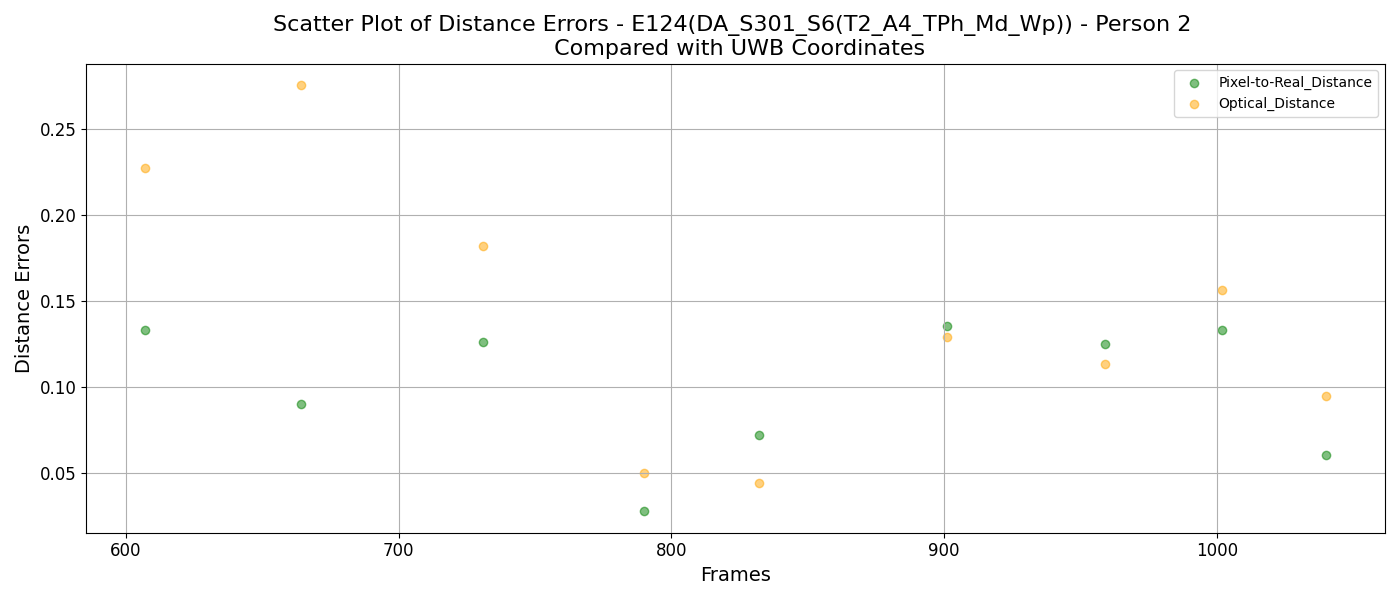 Scatter Plot of Distance Errors - E124(DA_S301_S6(T2_A4_TPh_Md_Wp)) - Person 2
Compared with UWB Coordinates
Pixel-to-Real_Distance
Optical_Distance
Distance Errors
0.25
0.20
0.15
0.10
0.05
600 700 800 900 1000
Frames